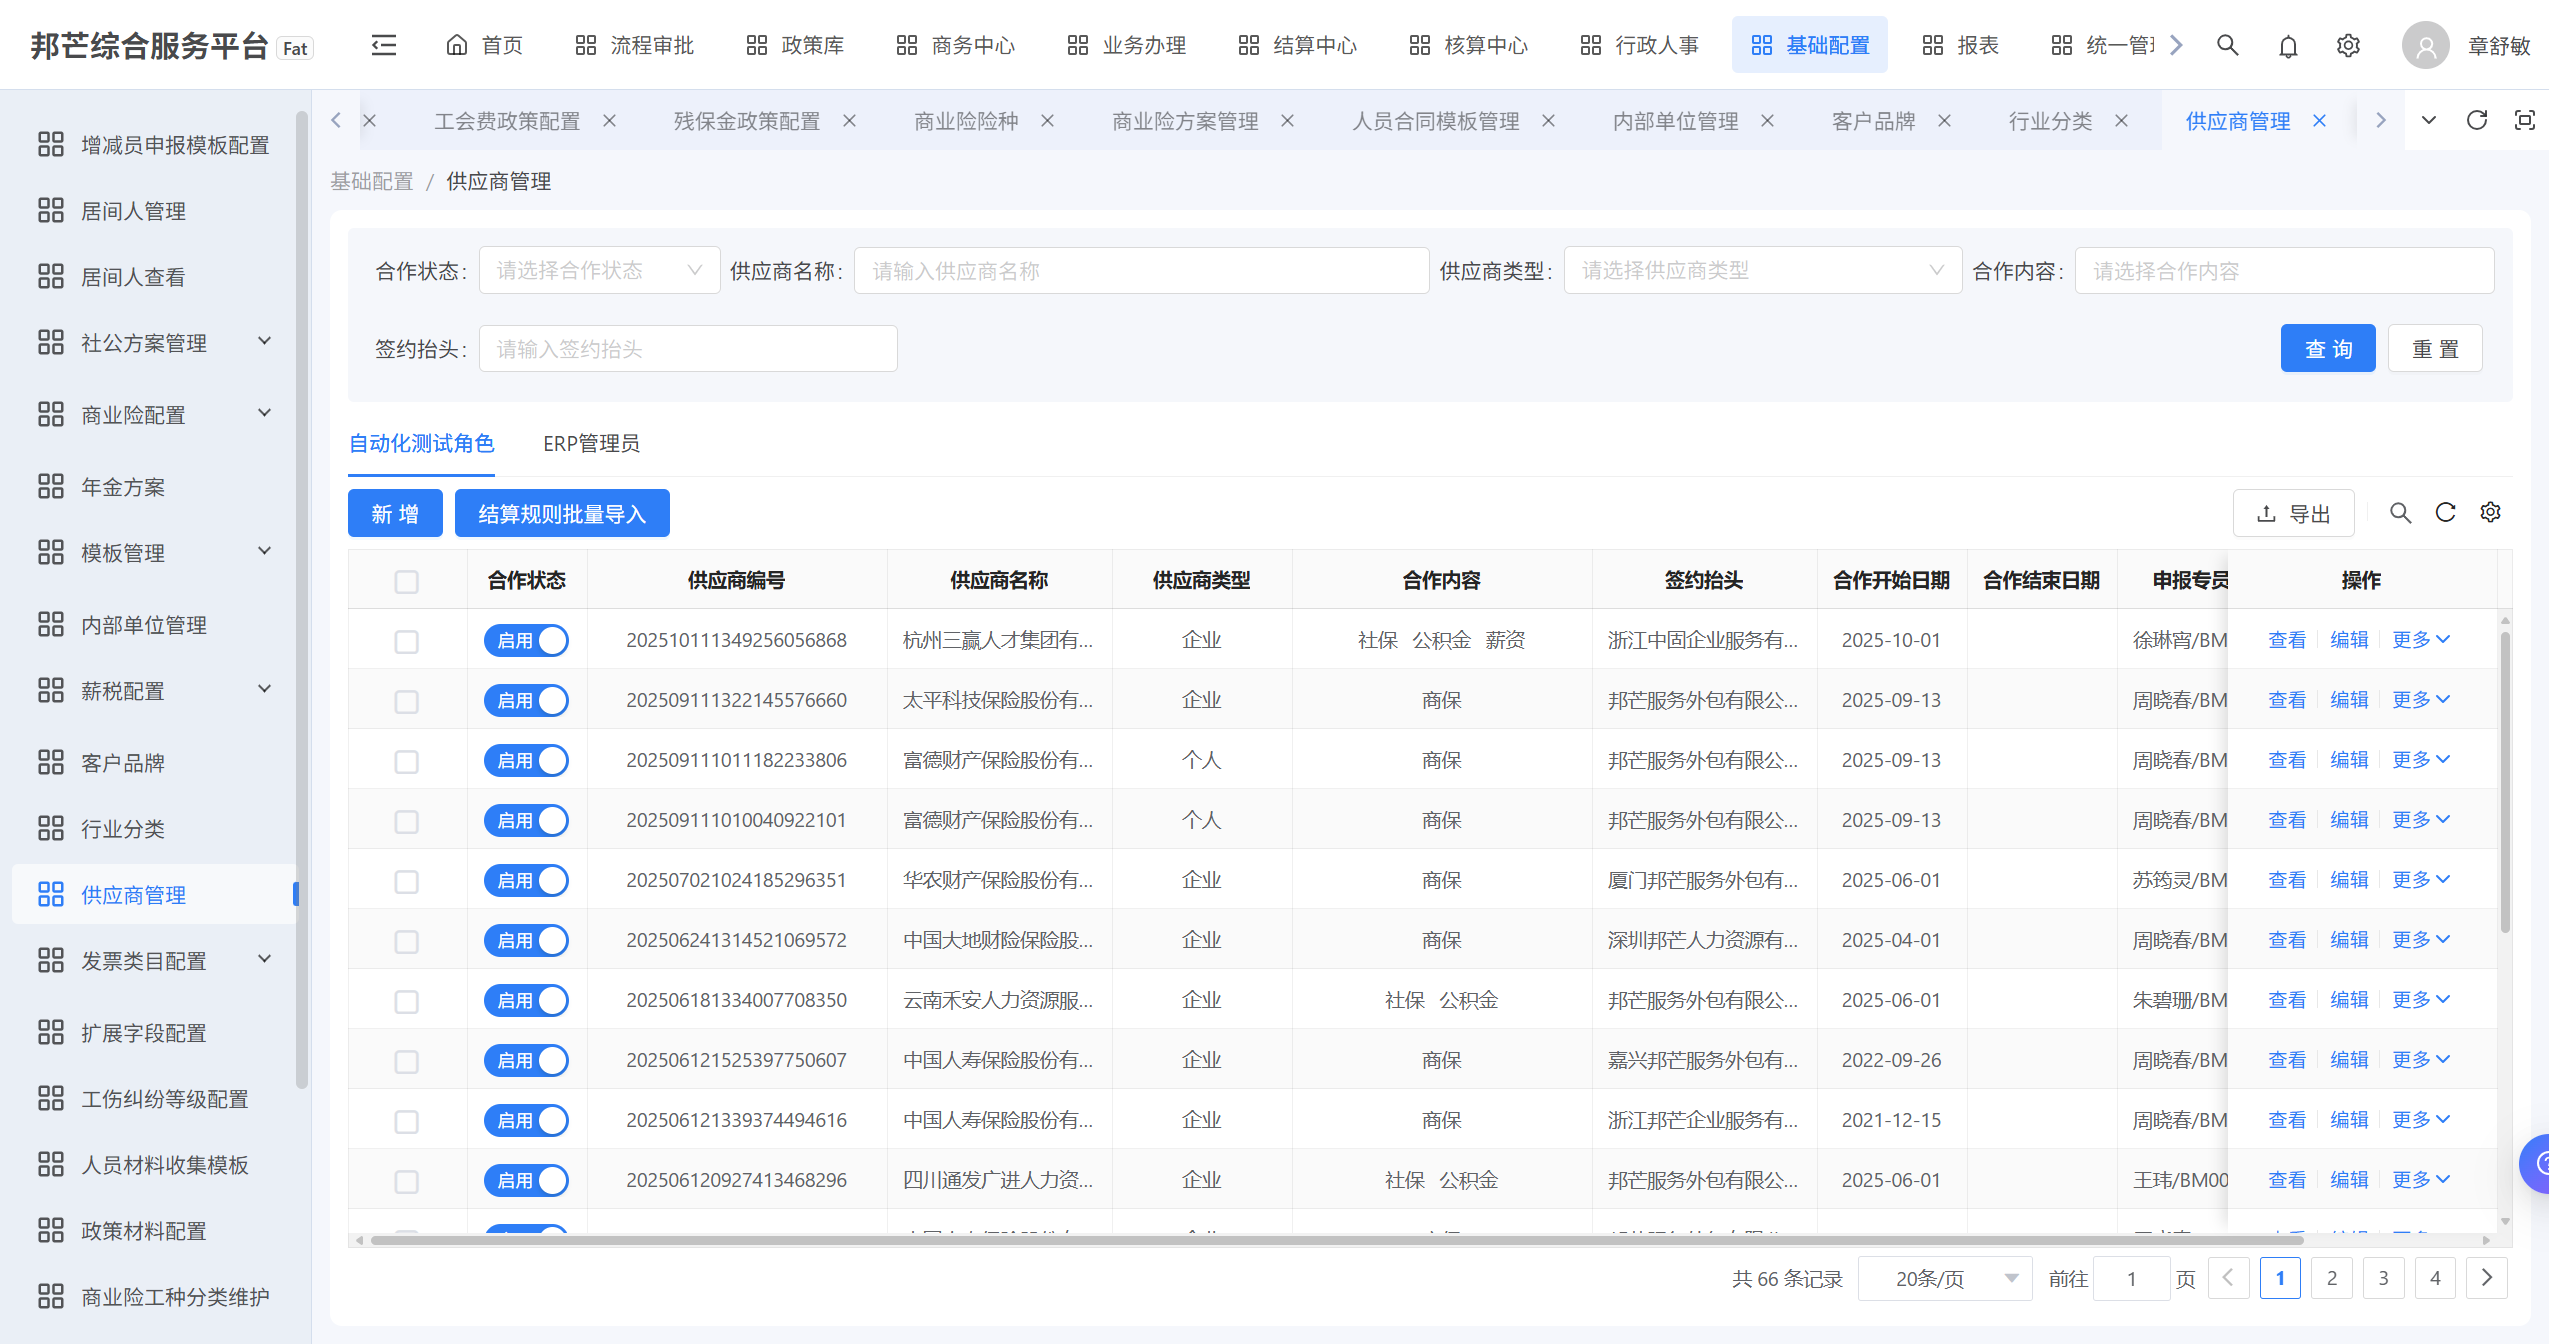 邦芒综合服务平台 Fat 首页 流程审批 政策库 商务中心 业务办理 结算中心 核算中心 行政人事 基础配置 报表 统一管理 章舒敏
工会费政策配置 残保金政策配置 商业险险种 商业险方案管理 人员合同模板管理 内部单位管理 客户品牌 行业分类 供应商管理
增减员申报模板配置
居间人管理
居间人查看
社公方案管理
商业险配置
年金方案
模板管理
内部单位管理
薪税配置
客户品牌
行业分类
供应商管理
发票类目配置
扩展字段配置
工伤纠纷等级配置
人员材料收集模板
政策材料配置
商业险工种分类维护
基础配置 / 供应商管理
合作状态: 请选择合作状态 供应商名称: 请输入供应商名称 供应商类型: 请选择供应商类型 合作内容: 请选择合作内容
签约抬头: 请输入签约抬头 查 询 重 置
自动化测试角色 ERP管理员
新 增 结算规则批量导入 导出
合作状态 供应商编号 供应商名称 供应商类型 合作内容 签约抬头 合作开始日期 合作结束日期 申报专员 操作
启用 202510111349256056868 杭州三赢人才集团有... 企业 社保 公积金 薪资 浙江中固企业服务有... 2025-10-01 徐琳宵/BM 查看 编辑 更多
启用 202509111322145576660 太平科技保险股份有... 企业 商保 邦芒服务外包有限公... 2025-09-13 周晓春/BM 查看 编辑 更多
启用 202509111011182233806 富德财产保险股份有... 个人 商保 邦芒服务外包有限公... 2025-09-13 周晓春/BM 查看 编辑 更多
启用 202509111010040922101 富德财产保险股份有... 个人 商保 邦芒服务外包有限公... 2025-09-13 周晓春/BM 查看 编辑 更多
启用 202507021024185296351 华农财产保险股份有... 企业 商保 厦门邦芒服务外包有... 2025-06-01 苏筠灵/BM 查看 编辑 更多
启用 202506241314521069572 中国大地财险保险股... 企业 商保 深圳邦芒人力资源有... 2025-04-01 周晓春/BM 查看 编辑 更多
启用 202506181334007708350 云南禾安人力资源服... 企业 社保 公积金 邦芒服务外包有限公... 2025-06-01 朱碧珊/BM 查看 编辑 更多
启用 202506121525397750607 中国人寿保险股份有... 企业 商保 嘉兴邦芒服务外包有... 2022-09-26 周晓春/BM 查看 编辑 更多
启用 202506121339374494616 中国人寿保险股份有... 企业 商保 浙江邦芒企业服务有... 2021-12-15 周晓春/BM 查看 编辑 更多
启用 202506120927413468296 四川通发广进人力资... 企业 社保 公积金 邦芒服务外包有限公... 2025-06-01 王玮/BM00 查看 编辑 更多
共 66 条记录 20条/页 前往 1 页 1 2 3 4